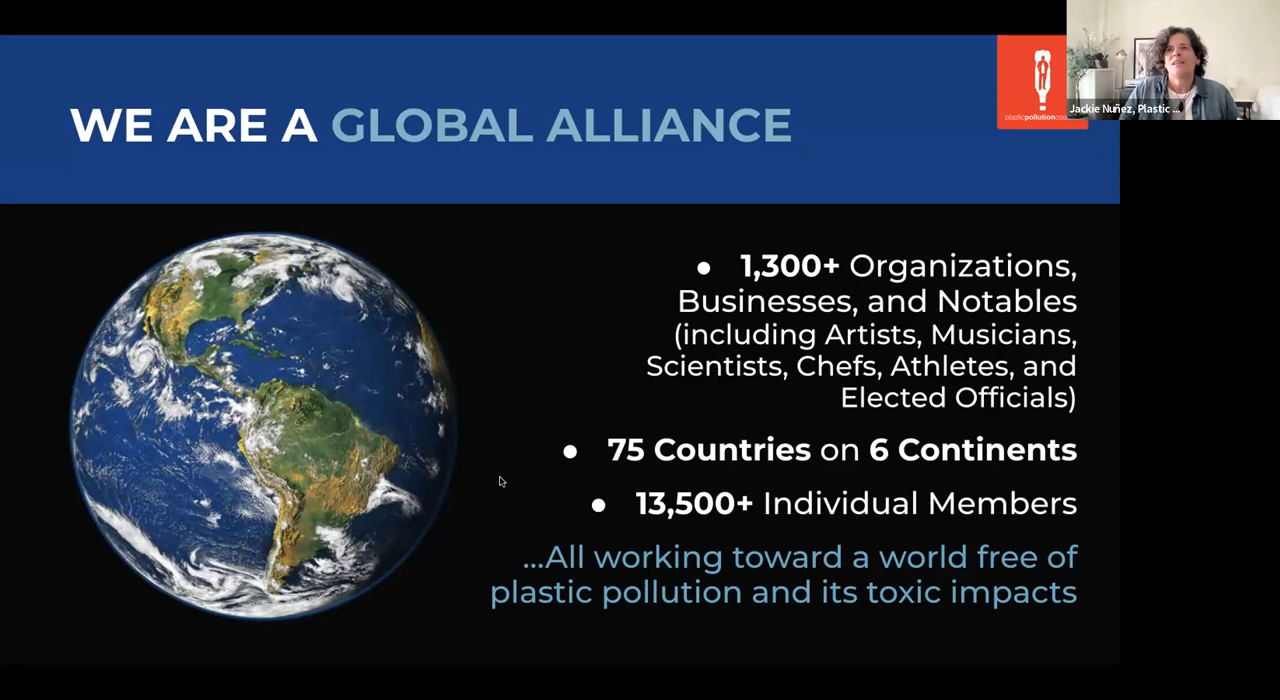 WE ARE A GLOBAL ALLIANCE
plasticpollutioncoa
Jackie Nuñez, Plastic ...
● 1,300+ Organizations,
Businesses, and Notables
(including Artists, Musicians,
Scientists, Chefs, Athletes, and
Elected Officials)
● 75 Countries on 6 Continents
● 13,500+ Individual Members
...All working toward a world free of
plastic pollution and its toxic impacts